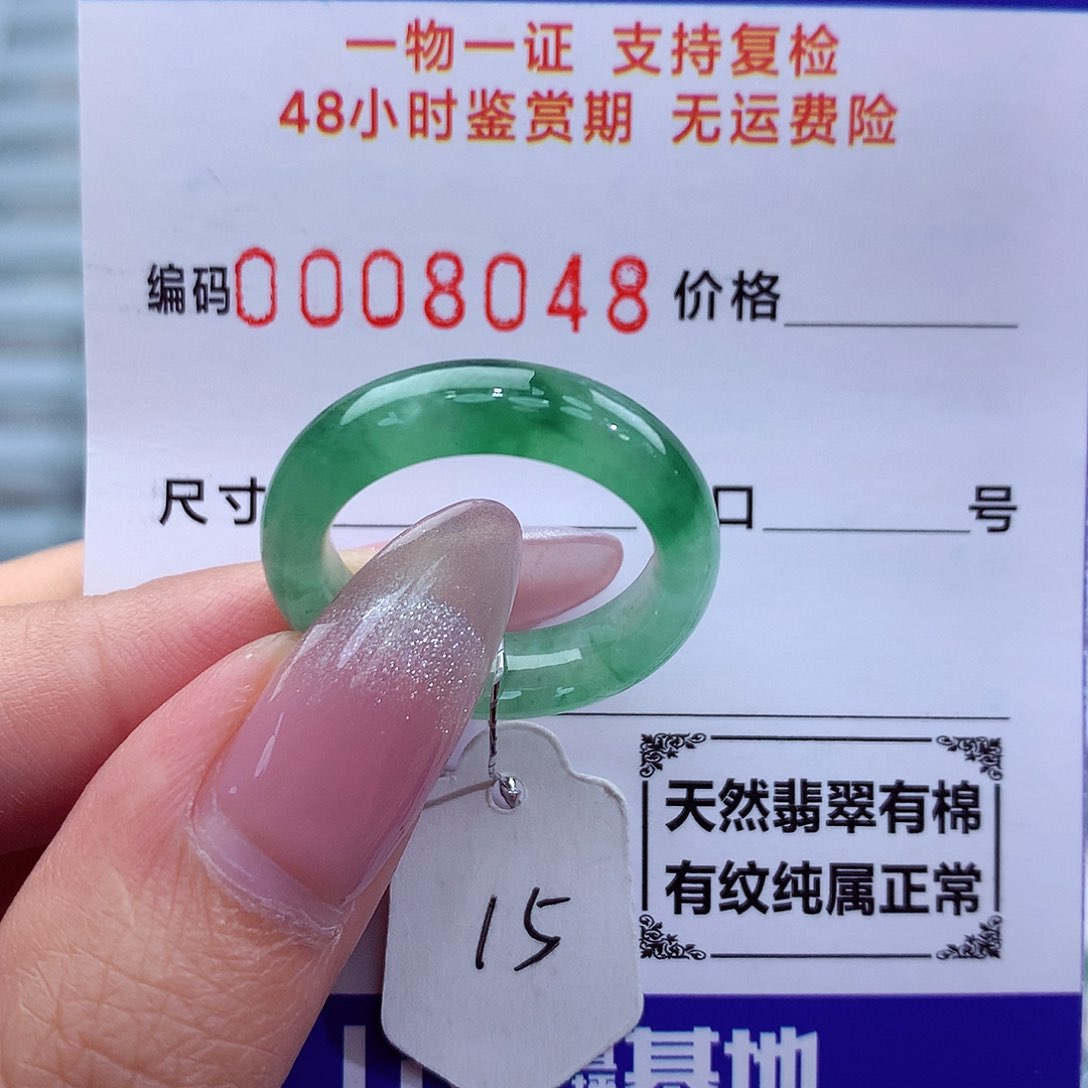 一物一证 支持复检
48小时鉴赏期 无运费险
编码0008048 价格
尺寸 口 号
天然翡翠有棉
有纹纯属正常
15
基地